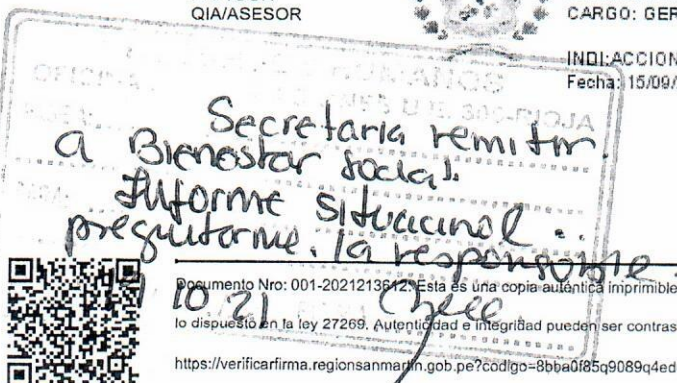 QIA/ASESOR
CARGO: GER
INDI:ACCION
Fecha: 15/09/
Secretaria remitir
a Bienestar social.
Informe situacional
preguntarme. la responsable.
10 21
Documento Nro: 001-2021213612. Esta es una copia auténtica imprimible
lo dispuesto en la ley 27269. Autenticidad e integridad pueden ser contras
https://verificarfirma.regionsanmartin.gob.pe?codigo=8bba0f85q9089q4ed